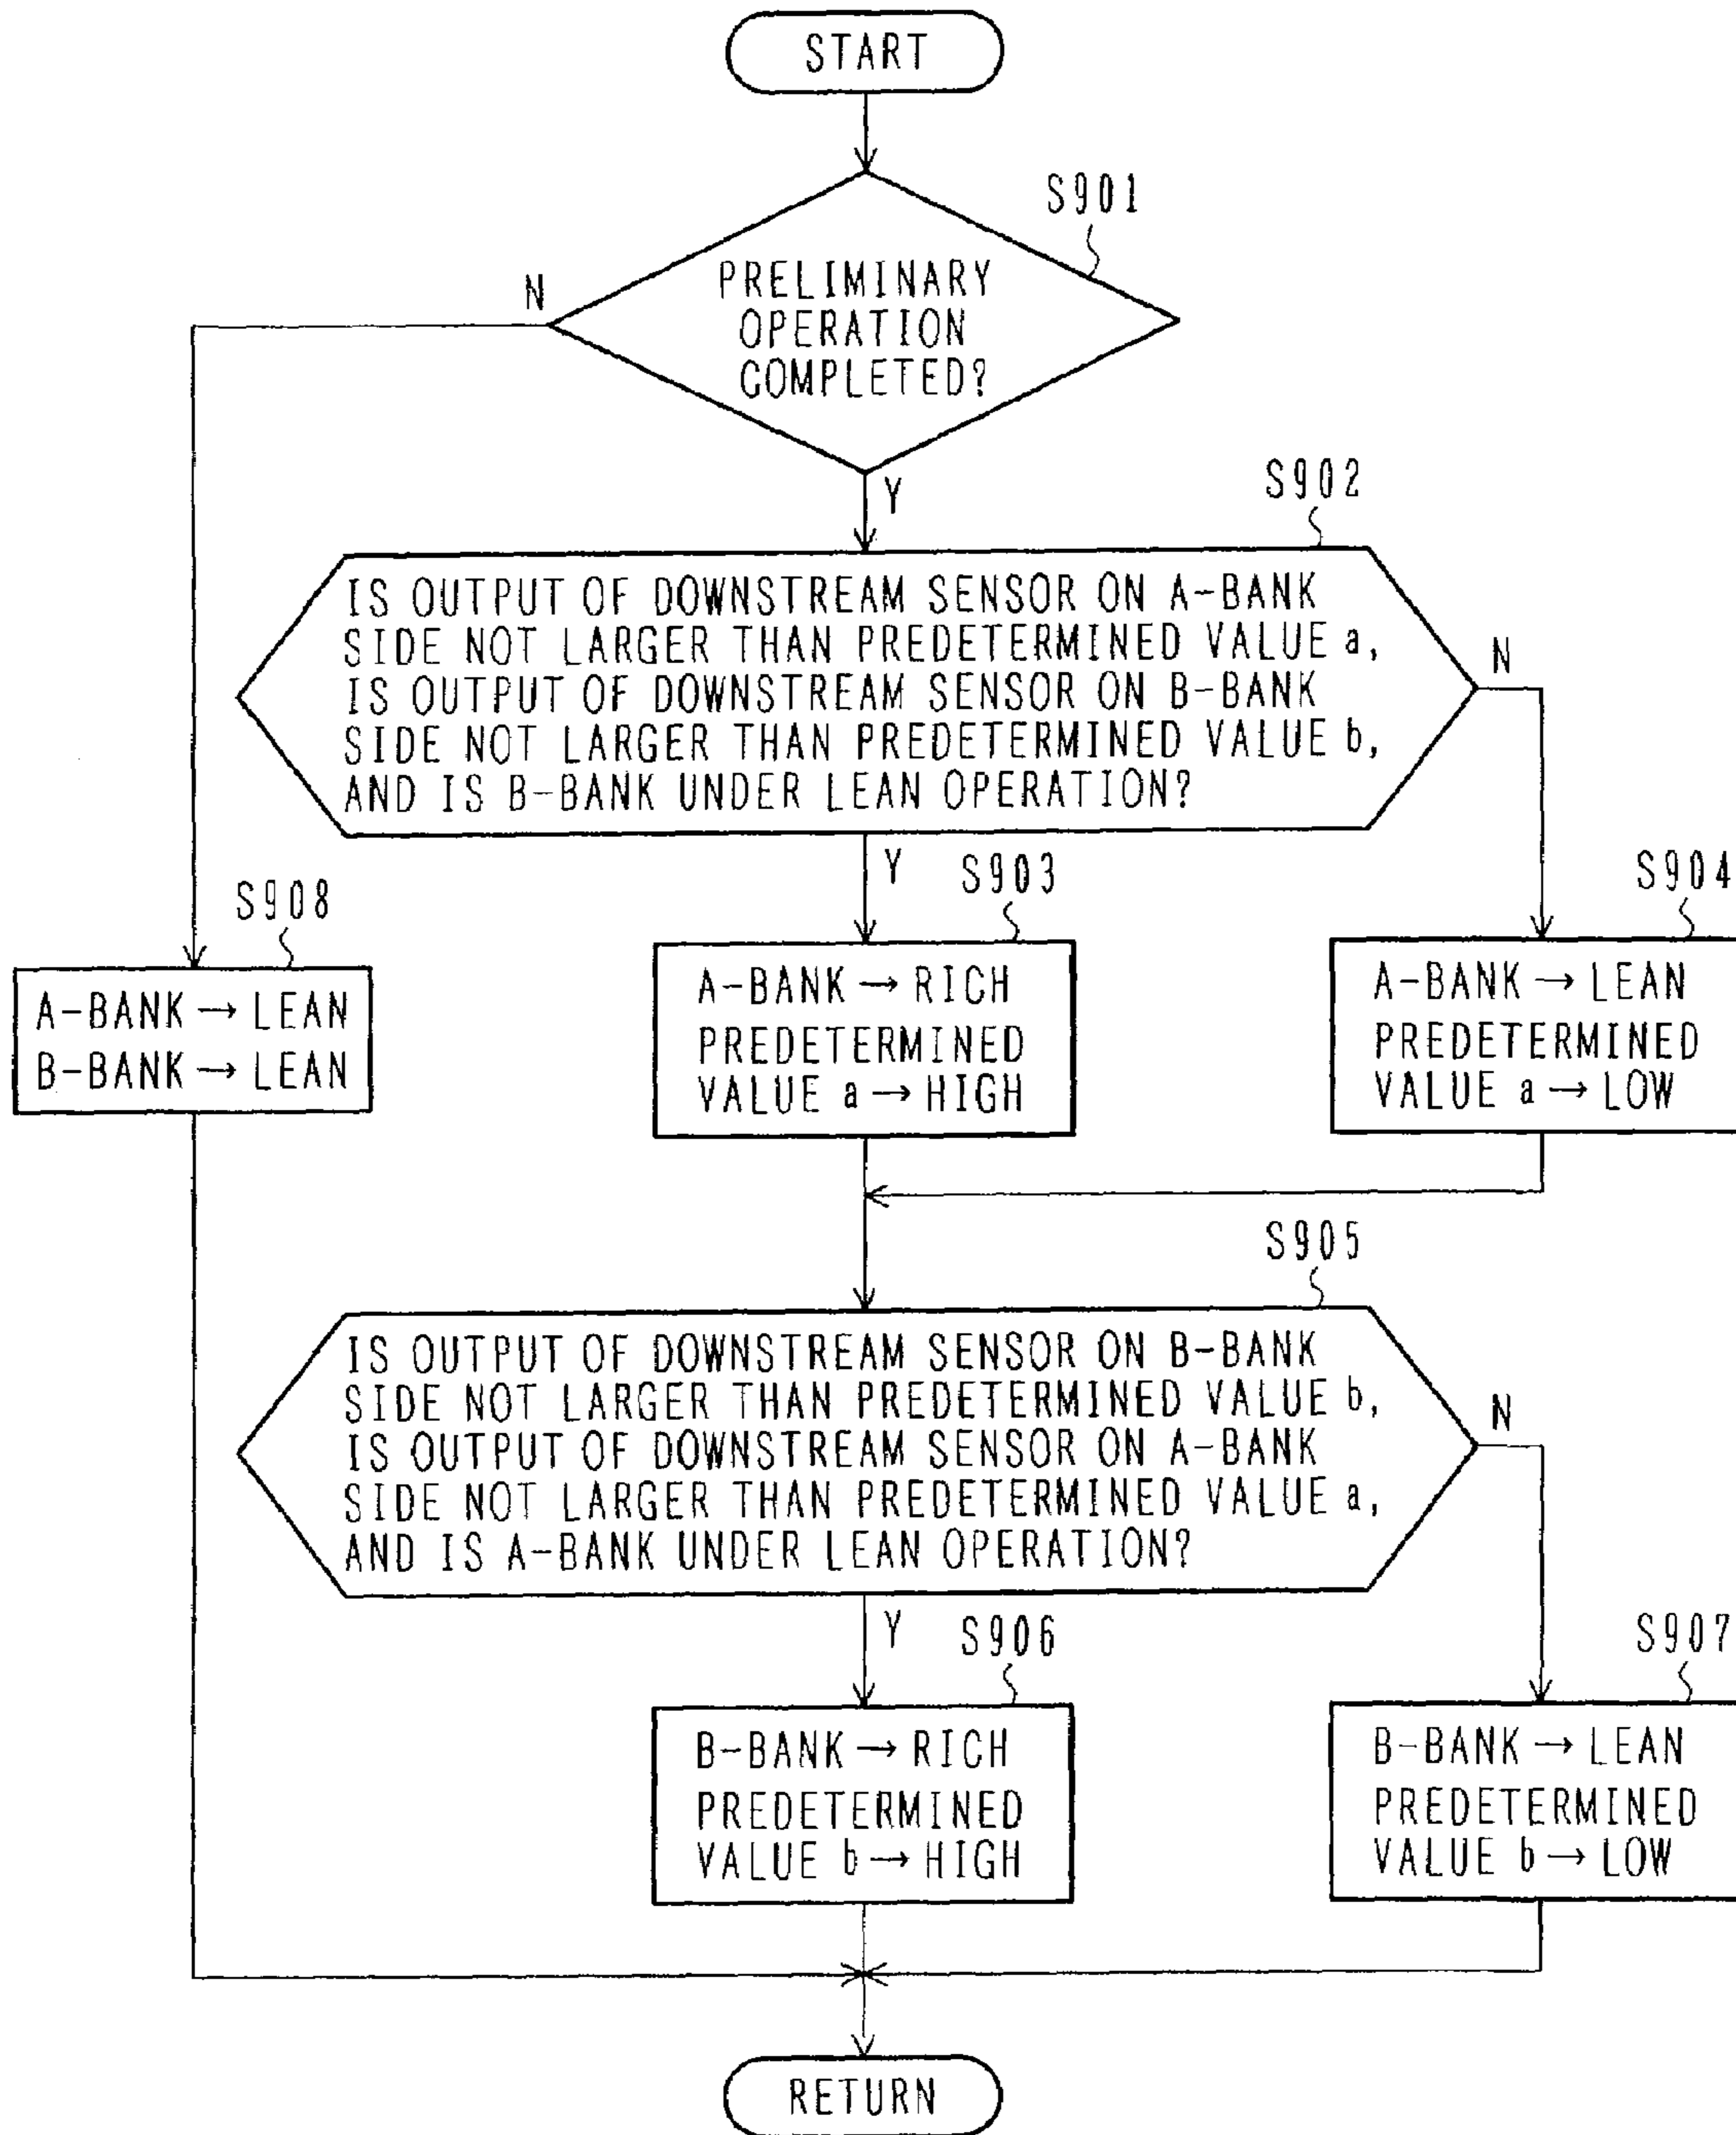 START
S901
N
PRELIMINARY
OPERATION
COMPLETED?
Y
S902
IS OUTPUT OF DOWNSTREAM SENSOR ON A-BANK
SIDE NOT LARGER THAN PREDETERMINED VALUE a,
IS OUTPUT OF DOWNSTREAM SENSOR ON B-BANK
SIDE NOT LARGER THAN PREDETERMINED VALUE b,
AND IS B-BANK UNDER LEAN OPERATION?
N
Y
S908
A-BANK → LEAN
B-BANK → LEAN
S903
A-BANK → RICH
PREDETERMINED
VALUE a → HIGH
S904
A-BANK → LEAN
PREDETERMINED
VALUE a → LOW
S905
IS OUTPUT OF DOWNSTREAM SENSOR ON B-BANK
SIDE NOT LARGER THAN PREDETERMINED VALUE b,
IS OUTPUT OF DOWNSTREAM SENSOR ON A-BANK
SIDE NOT LARGER THAN PREDETERMINED VALUE a,
AND IS A-BANK UNDER LEAN OPERATION?
N
Y
S906
B-BANK → RICH
PREDETERMINED
VALUE b → HIGH
S907
B-BANK → LEAN
PREDETERMINED
VALUE b → LOW
RETURN